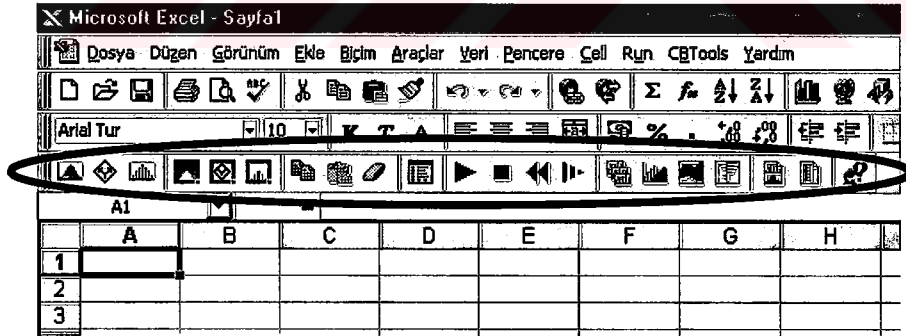 Microsoft Excel - Sayfa1
Dosya Düzen Görünüm Ekle Biçim Araçlar Veri Pencere Cell Run CBTools Yardım
Arial Tur 10 K T A %
A1
A B C D E F G H
1
2
3